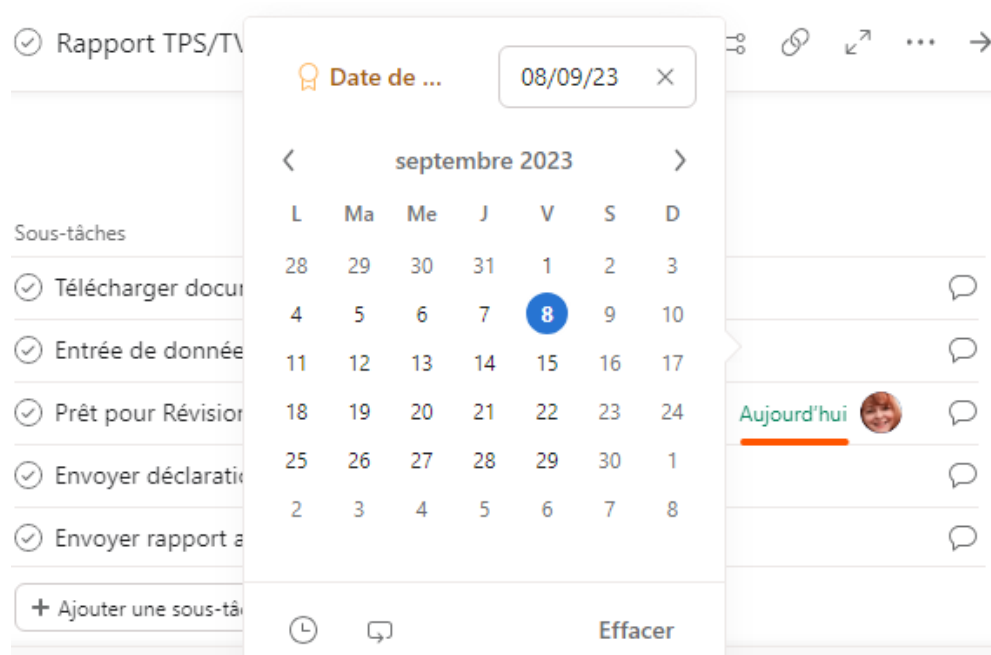 Rapport TPS/TV
Date de ...
08/09/23
septembre 2023
L Ma Me J V S D
Sous-tâches
28 29 30 31 1 2 3
Télécharger docu
4 5 6 7 8 9 10
Entrée de donnée
11 12 13 14 15 16 17
Prêt pour Révision
18 19 20 21 22 23 24
Aujourd'hui
25 26 27 28 29 30 1
Envoyer déclaratio
2 3 4 5 6 7 8
Envoyer rapport a
+ Ajouter une sous-tâ
Effacer